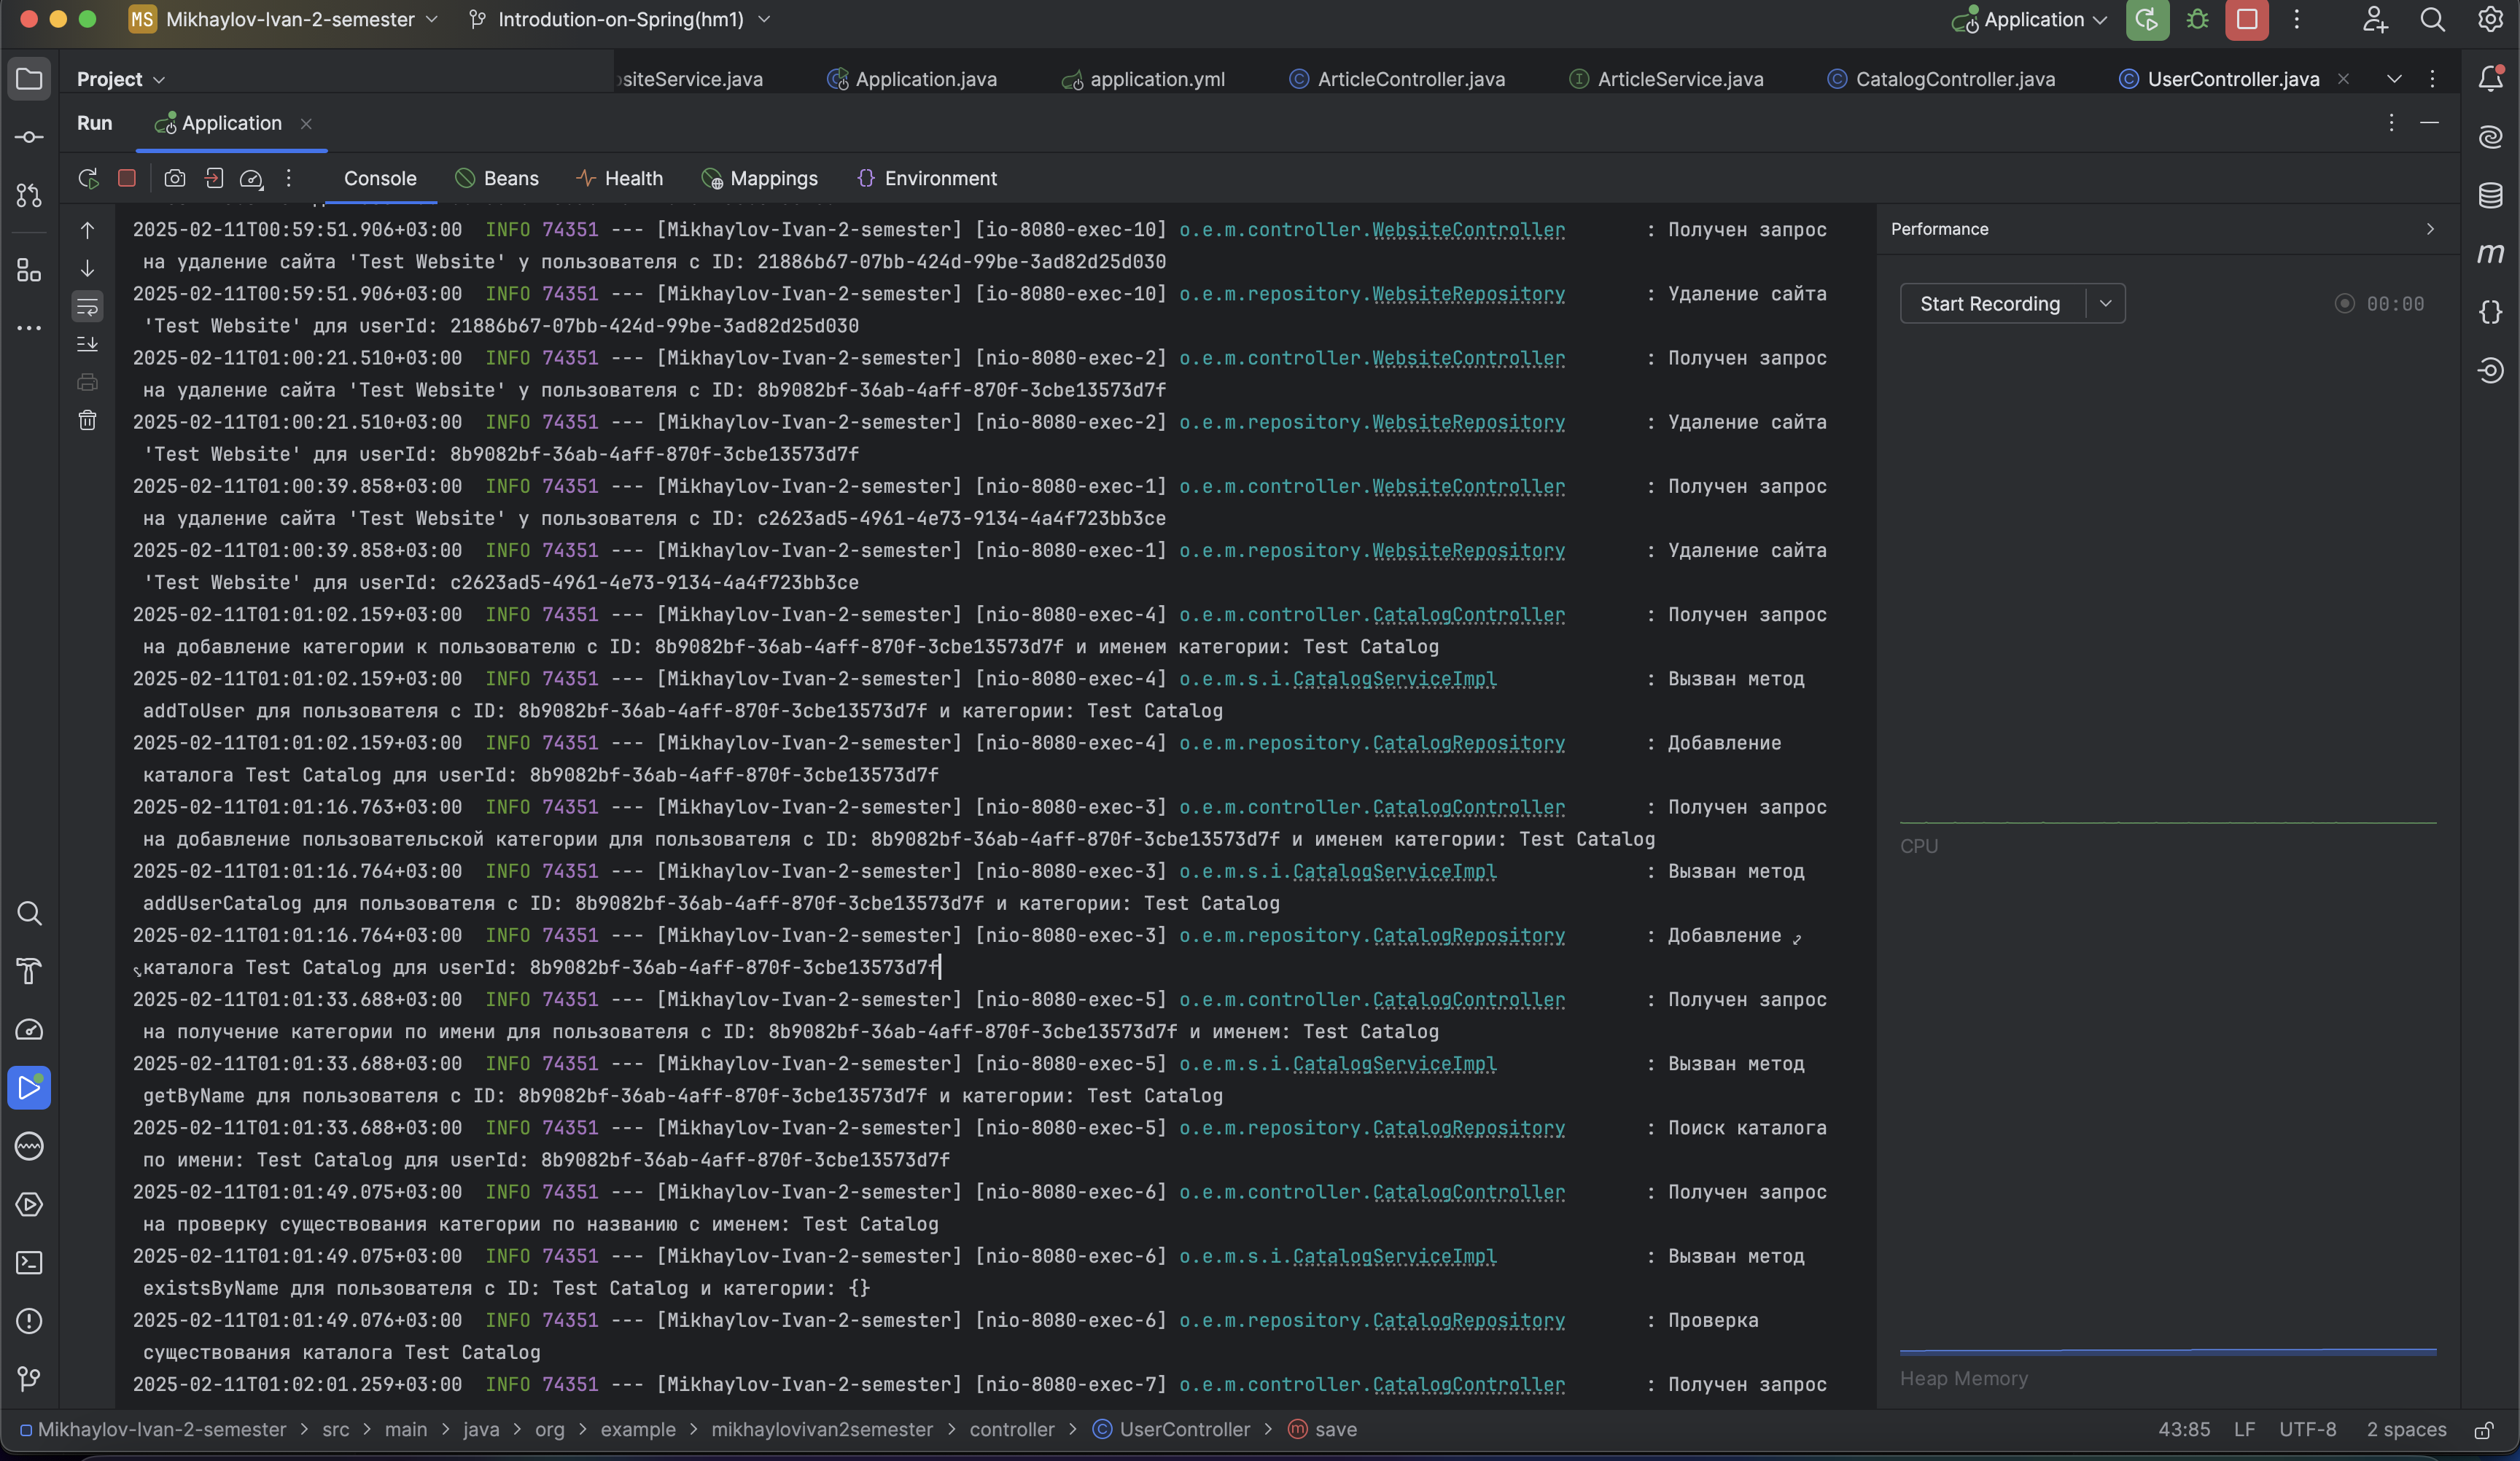 MS Mikhaylov-Ivan-2-semester Introdution-on-Spring(hm1) Application
Project siteService.java Application.java application.yml ArticleController.java ArticleService.java CatalogController.java UserController.java
Run Application
Console Beans Health Mappings Environment
2025-02-11T00:59:51.906+03:00  INFO 74351 --- [Mikhaylov-Ivan-2-semester] [io-8080-exec-10] o.e.m.controller.WebsiteController       : Получен запрос
на удаление сайта 'Test Website' у пользователя с ID: 21886b67-07bb-424d-99be-3ad82d25d030
2025-02-11T00:59:51.906+03:00  INFO 74351 --- [Mikhaylov-Ivan-2-semester] [io-8080-exec-10] o.e.m.repository.WebsiteRepository       : Удаление сайта
'Test Website' для userId: 21886b67-07bb-424d-99be-3ad82d25d030
2025-02-11T01:00:21.510+03:00  INFO 74351 --- [Mikhaylov-Ivan-2-semester] [nio-8080-exec-2] o.e.m.controller.WebsiteController       : Получен запрос
на удаление сайта 'Test Website' у пользователя с ID: 8b9082bf-36ab-4aff-870f-3cbe13573d7f
2025-02-11T01:00:21.510+03:00  INFO 74351 --- [Mikhaylov-Ivan-2-semester] [nio-8080-exec-2] o.e.m.repository.WebsiteRepository       : Удаление сайта
'Test Website' для userId: 8b9082bf-36ab-4aff-870f-3cbe13573d7f
2025-02-11T01:00:39.858+03:00  INFO 74351 --- [Mikhaylov-Ivan-2-semester] [nio-8080-exec-1] o.e.m.controller.WebsiteController       : Получен запрос
на удаление сайта 'Test Website' у пользователя с ID: c2623ad5-4961-4e73-9134-4a4f723bb3ce
2025-02-11T01:00:39.858+03:00  INFO 74351 --- [Mikhaylov-Ivan-2-semester] [nio-8080-exec-1] o.e.m.repository.WebsiteRepository       : Удаление сайта
'Test Website' для userId: c2623ad5-4961-4e73-9134-4a4f723bb3ce
2025-02-11T01:01:02.159+03:00  INFO 74351 --- [Mikhaylov-Ivan-2-semester] [nio-8080-exec-4] o.e.m.controller.CatalogController       : Получен запрос
на добавление категории к пользователю с ID: 8b9082bf-36ab-4aff-870f-3cbe13573d7f и именем категории: Test Catalog
2025-02-11T01:01:02.159+03:00  INFO 74351 --- [Mikhaylov-Ivan-2-semester] [nio-8080-exec-4] o.e.m.s.i.CatalogServiceImpl             : Вызван метод
addToUser для пользователя с ID: 8b9082bf-36ab-4aff-870f-3cbe13573d7f и категории: Test Catalog
2025-02-11T01:01:02.159+03:00  INFO 74351 --- [Mikhaylov-Ivan-2-semester] [nio-8080-exec-4] o.e.m.repository.CatalogRepository       : Добавление
каталога Test Catalog для userId: 8b9082bf-36ab-4aff-870f-3cbe13573d7f
2025-02-11T01:01:16.763+03:00  INFO 74351 --- [Mikhaylov-Ivan-2-semester] [nio-8080-exec-3] o.e.m.controller.CatalogController       : Получен запрос
на добавление пользовательской категории для пользователя с ID: 8b9082bf-36ab-4aff-870f-3cbe13573d7f и именем категории: Test Catalog
2025-02-11T01:01:16.764+03:00  INFO 74351 --- [Mikhaylov-Ivan-2-semester] [nio-8080-exec-3] o.e.m.s.i.CatalogServiceImpl             : Вызван метод
addUserCatalog для пользователя с ID: 8b9082bf-36ab-4aff-870f-3cbe13573d7f и категории: Test Catalog
2025-02-11T01:01:16.764+03:00  INFO 74351 --- [Mikhaylov-Ivan-2-semester] [nio-8080-exec-3] o.e.m.repository.CatalogRepository       : Добавление
каталога Test Catalog для userId: 8b9082bf-36ab-4aff-870f-3cbe13573d7f
2025-02-11T01:01:33.688+03:00  INFO 74351 --- [Mikhaylov-Ivan-2-semester] [nio-8080-exec-5] o.e.m.controller.CatalogController       : Получен запрос
на получение категории по имени для пользователя с ID: 8b9082bf-36ab-4aff-870f-3cbe13573d7f и именем: Test Catalog
2025-02-11T01:01:33.688+03:00  INFO 74351 --- [Mikhaylov-Ivan-2-semester] [nio-8080-exec-5] o.e.m.s.i.CatalogServiceImpl             : Вызван метод
getByName для пользователя с ID: 8b9082bf-36ab-4aff-870f-3cbe13573d7f и категории: Test Catalog
2025-02-11T01:01:33.688+03:00  INFO 74351 --- [Mikhaylov-Ivan-2-semester] [nio-8080-exec-5] o.e.m.repository.CatalogRepository       : Поиск каталога
по имени: Test Catalog для userId: 8b9082bf-36ab-4aff-870f-3cbe13573d7f
2025-02-11T01:01:49.075+03:00  INFO 74351 --- [Mikhaylov-Ivan-2-semester] [nio-8080-exec-6] o.e.m.controller.CatalogController       : Получен запрос
на проверку существования категории по названию с именем: Test Catalog
2025-02-11T01:01:49.075+03:00  INFO 74351 --- [Mikhaylov-Ivan-2-semester] [nio-8080-exec-6] o.e.m.s.i.CatalogServiceImpl             : Вызван метод
existsByName для пользователя с ID: Test Catalog и категории: {}
2025-02-11T01:01:49.076+03:00  INFO 74351 --- [Mikhaylov-Ivan-2-semester] [nio-8080-exec-6] o.e.m.repository.CatalogRepository       : Проверка
существования каталога Test Catalog
2025-02-11T01:02:01.259+03:00  INFO 74351 --- [Mikhaylov-Ivan-2-semester] [nio-8080-exec-7] o.e.m.controller.CatalogController       : Получен запрос
Performance
Start Recording 00:00
CPU
Heap Memory
Mikhaylov-Ivan-2-semester > src > main > java > org > example > mikhaylovivan2semester > controller > UserController > save 43:85 LF UTF-8 2 spaces